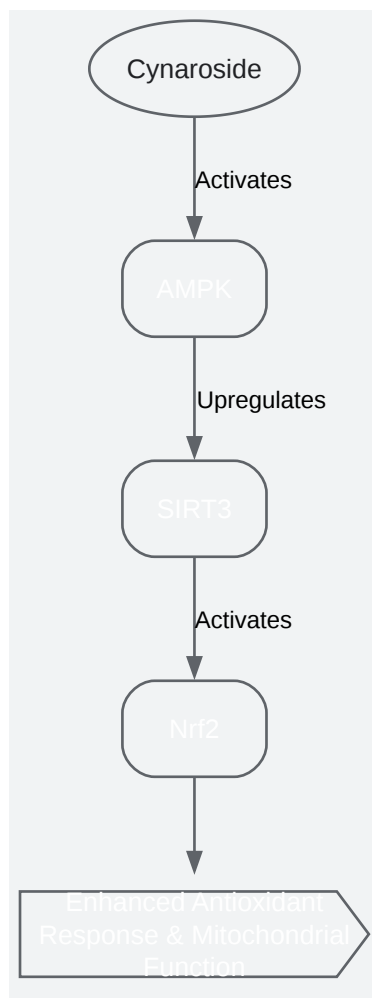 Cynaroside
Activates
AMPK
Upregulates
SIRT3
Activates
Nrf2
Enhanced Antioxidant
Response & Mitochondrial
Function